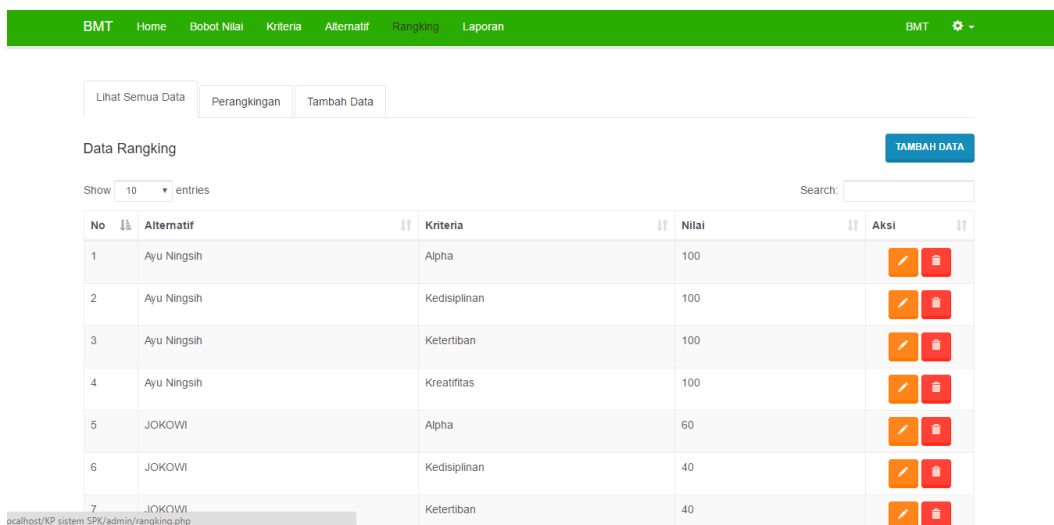 BMT Home Bobot Nilai Kriteria Alternatif Rangking Laporan BMT
Lihat Semua Data Perangkingan Tambah Data
Data Rangking TAMBAH DATA
Show 10 entries Search:
No Alternatif Kriteria Nilai Aksi
1 Ayu Ningsih Alpha 100
2 Ayu Ningsih Kedisiplinan 100
3 Ayu Ningsih Ketertiban 100
4 Ayu Ningsih Kreatifitas 100
5 JOKOWI Alpha 60
6 JOKOWI Kedisiplinan 40
7 JOKOWI Ketertiban 40
ocalhost/KP sistem SPK/admin/rangking.php